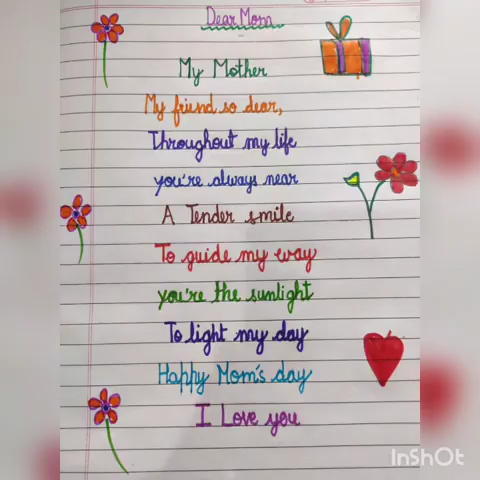 Dear Mom
My Mother
My friend so dear,
Throughout my life
you're always near
A Tender smile
To guide my way
you're the sunlight
To light my day
Happy Mom's day
I Love you
InShOt